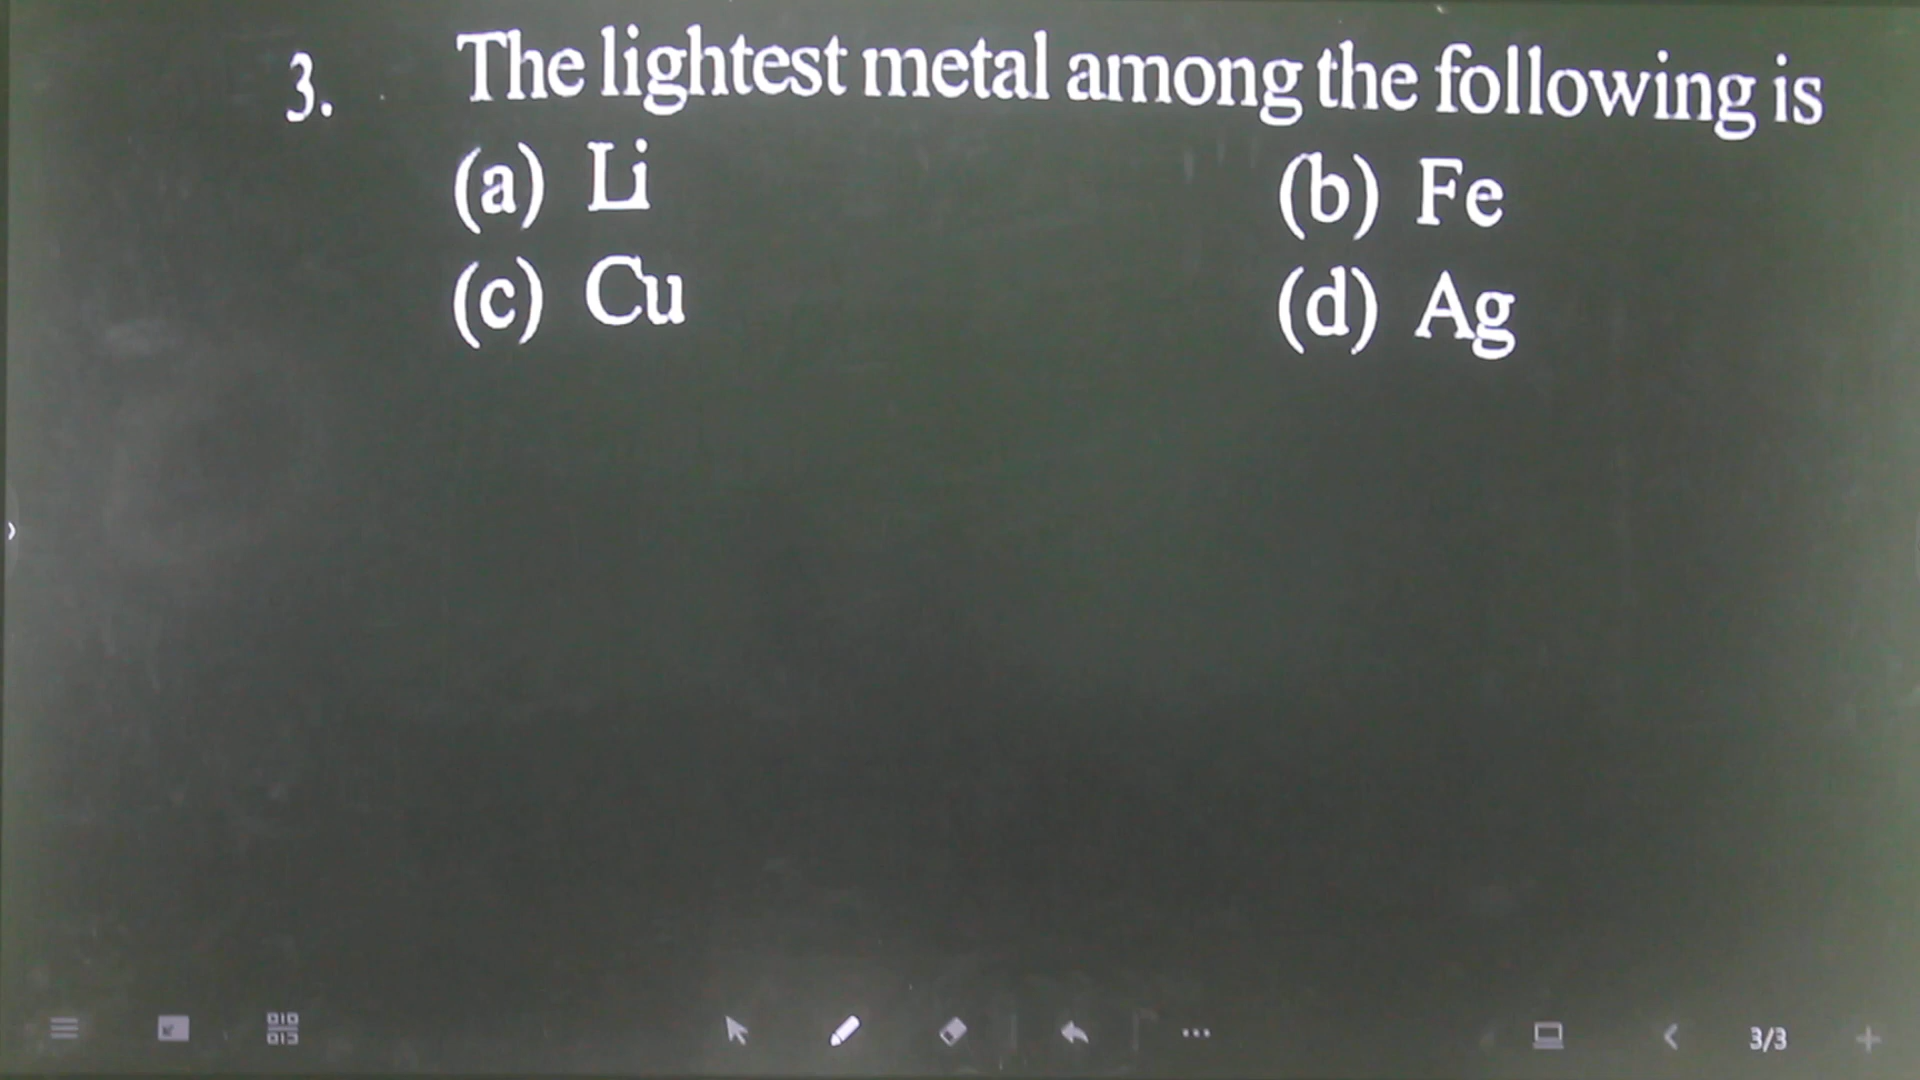 3. The lightest metal among the following is
(a) Li (b) Fe
(c) Cu (d) Ag
3/3